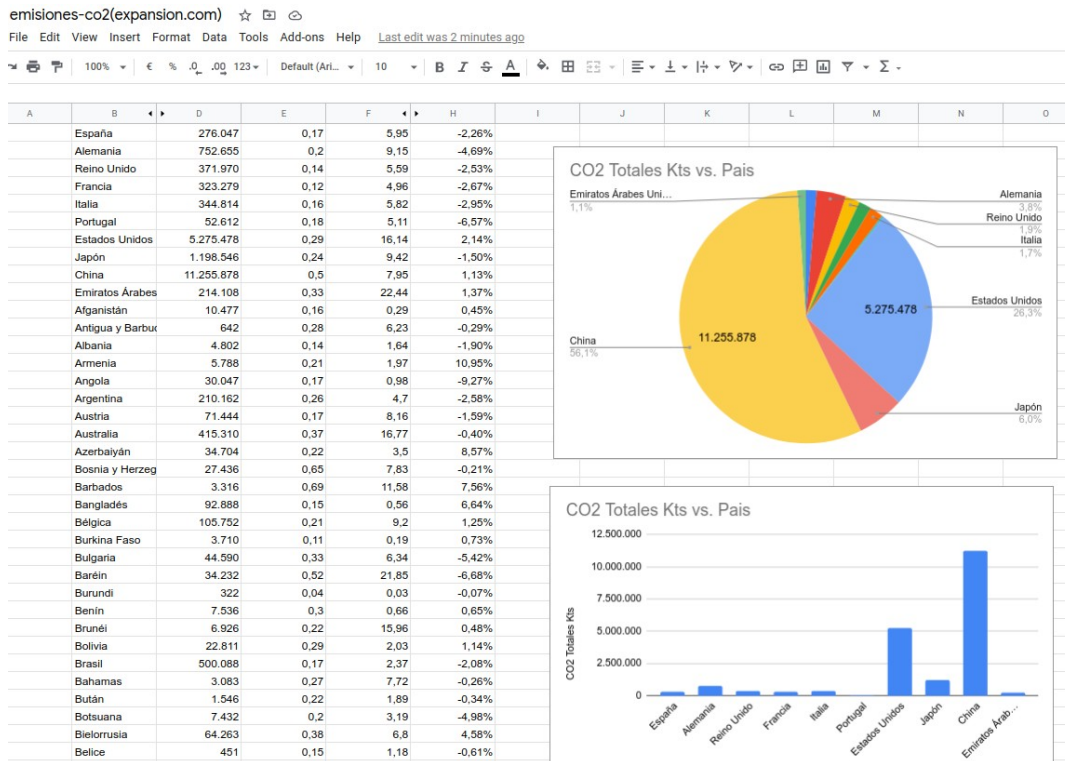 emisiones-co2(expansion.com)
File Edit View Insert Format Data Tools Add-ons Help Last edit was 2 minutes ago
100% € % .0 .00 123 Default (Ari... 10 B I S A
A B D E F H I J K L M N O
España 276.047 0,17 5,95 -2,26%
Alemania 752.655 0,2 9,15 -4,69%
Reino Unido 371.970 0,14 5,59 -2,53%
Francia 323.279 0,12 4,96 -2,67%
Italia 344.814 0,16 5,82 -2,95%
Portugal 52.612 0,18 5,11 -6,57%
Estados Unidos 5.275.478 0,29 16,14 2,14%
Japón 1.198.546 0,24 9,42 -1,50%
China 11.255.878 0,5 7,95 1,13%
Emiratos Árabes 214.108 0,33 22,44 1,37%
Afganistán 10.477 0,16 0,29 0,45%
Antigua y Barbuc 642 0,28 6,23 -0,29%
Albania 4.802 0,14 1,64 -1,90%
Armenia 5.788 0,21 1,97 10,95%
Angola 30.047 0,17 0,98 -9,27%
Argentina 210.162 0,26 4,7 -2,58%
Austria 71.444 0,17 8,16 -1,59%
Australia 415.310 0,37 16,77 -0,40%
Azerbaiyán 34.704 0,22 3,5 8,57%
Bosnia y Herzeg 27.436 0,65 7,83 -0,21%
Barbados 3.316 0,69 11,58 7,56%
Bangladés 92.888 0,15 0,56 6,64%
Bélgica 105.752 0,21 9,2 1,25%
Burkina Faso 3.710 0,11 0,19 0,73%
Bulgaria 44.590 0,33 6,34 -5,42%
Baréin 34.232 0,52 21,85 -6,68%
Burundi 322 0,04 0,03 -0,07%
Benín 7.536 0,3 0,66 0,65%
Brunéi 6.926 0,22 15,96 0,48%
Bolivia 22.811 0,29 2,03 1,14%
Brasil 500.088 0,17 2,37 -2,08%
Bahamas 3.083 0,27 7,72 -0,26%
Bután 1.546 0,22 1,89 -0,34%
Botsuana 7.432 0,2 3,19 -4,98%
Bielorrusia 64.263 0,38 6,8 4,58%
Belice 451 0,15 1,18 -0,61%
CO2 Totales Kts vs. Pais
Emiratos Árabes Uni...
1,1%
Alemania
3,8%
Reino Unido
1,9%
Italia
1,7%
Estados Unidos
26,3%
5.275.478
11.255.878
China
56,1%
Japón
6,0%
CO2 Totales Kts vs. Pais
CO2 Totales Kts
12.500.000
10.000.000
7.500.000
5.000.000
2.500.000
0
España
Alemania
Reino Unido
Francia
Italia
Portugal
Estados Unidos
Japón
China
Emiratos Árab...